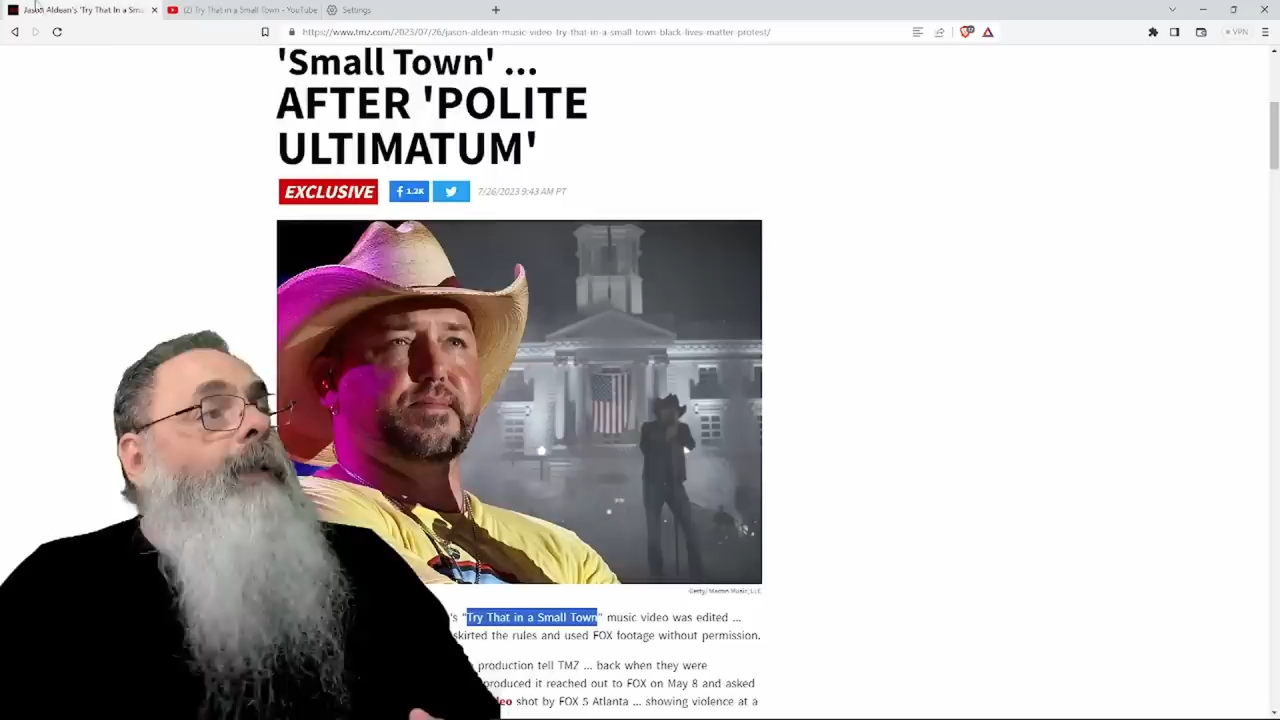 Jason Aldean's 'Try That In a Sma
(2) Try That in a Small Town - YouTube
Settings
https://www.tmz.com/2023/07/26/jason-aldean-music-video-try-that-in-a-small-town-black-lives-matter-protest/
VPN
'Small Town' ...
AFTER 'POLITE
ULTIMATUM'
EXCLUSIVE
1.2K
7/26/2023 9:43 AM PT
Getty/ Macon Music, LLC
's "Try That in a Small Town" music video was edited ...
skirted the rules and used FOX footage without permission.
production tell TMZ ... back when they were
produced it reached out to FOX on May 8 and asked
eo shot by FOX 5 Atlanta ... showing violence at a